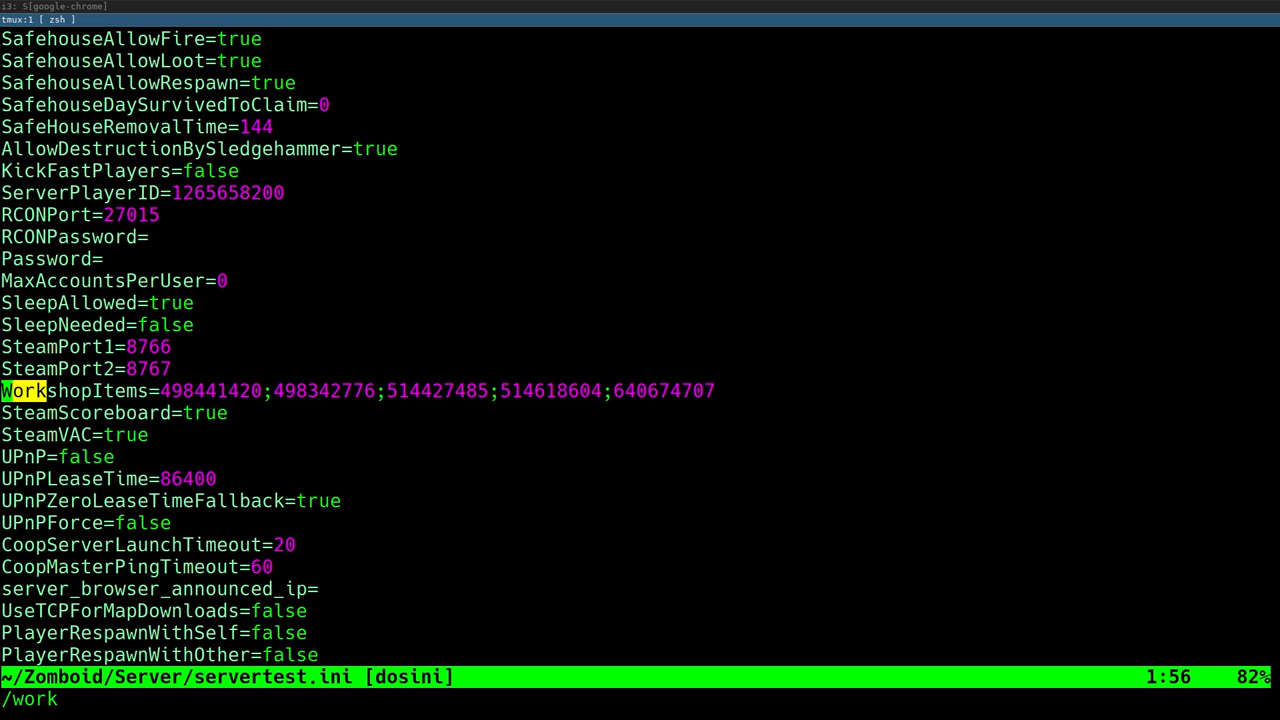 i3: S[google-chrome]
tmux:1 [ zsh ]
SafehouseAllowFire=true
SafehouseAllowLoot=true
SafehouseAllowRespawn=true
SafehouseDaySurvivedToClaim=0
SafeHouseRemovalTime=144
AllowDestructionBySledgehammer=true
KickFastPlayers=false
ServerPlayerID=1265658200
RCONPort=27015
RCONPassword=
Password=
MaxAccountsPerUser=0
SleepAllowed=true
SleepNeeded=false
SteamPort1=8766
SteamPort2=8767
WorkshopItems=498441420;498342776;514427485;514618604;640674707
SteamScoreboard=true
SteamVAC=true
UPnP=false
UPnPLeaseTime=86400
UPnPZeroLeaseTimeFallback=true
UPnPForce=false
CoopServerLaunchTimeout=20
CoopMasterPingTimeout=60
server_browser_announced_ip=
UseTCPForMapDownloads=false
PlayerRespawnWithSelf=false
PlayerRespawnWithOther=false
~/Zomboid/Server/servertest.ini [dosini] 1:56 82%
/work